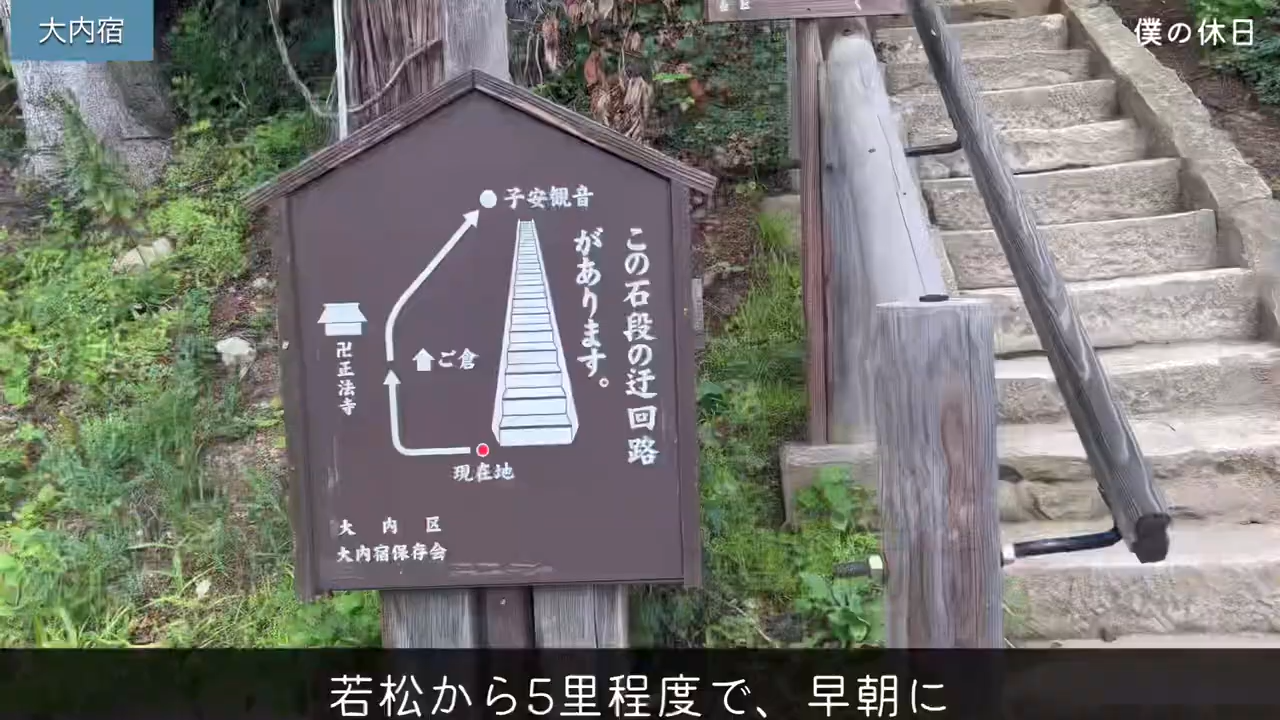 大内宿
僕の休日
子安観音
この石段の迂回路
があります。
ご倉
卍正法寺
現在地
大内区
大内宿保存会
若松から5里程度で、早朝に